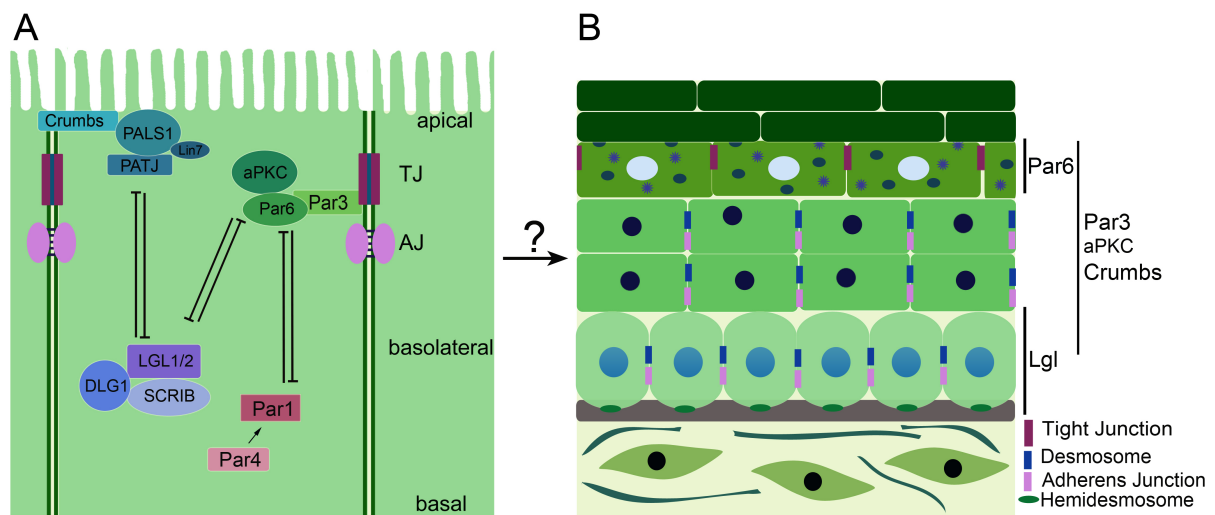 A
B
Crumbs
PALS1
Lin7
PATJ
apical
aPKC
TJ
Par6
Par3
AJ
?
LGL1/2
DLG1
SCRIB
basolateral
Par1
Par4
basal
Par6
Par3
aPKC
Crumbs
Lgl
Tight Junction
Desmosome
Adherens Junction
Hemidesmosome